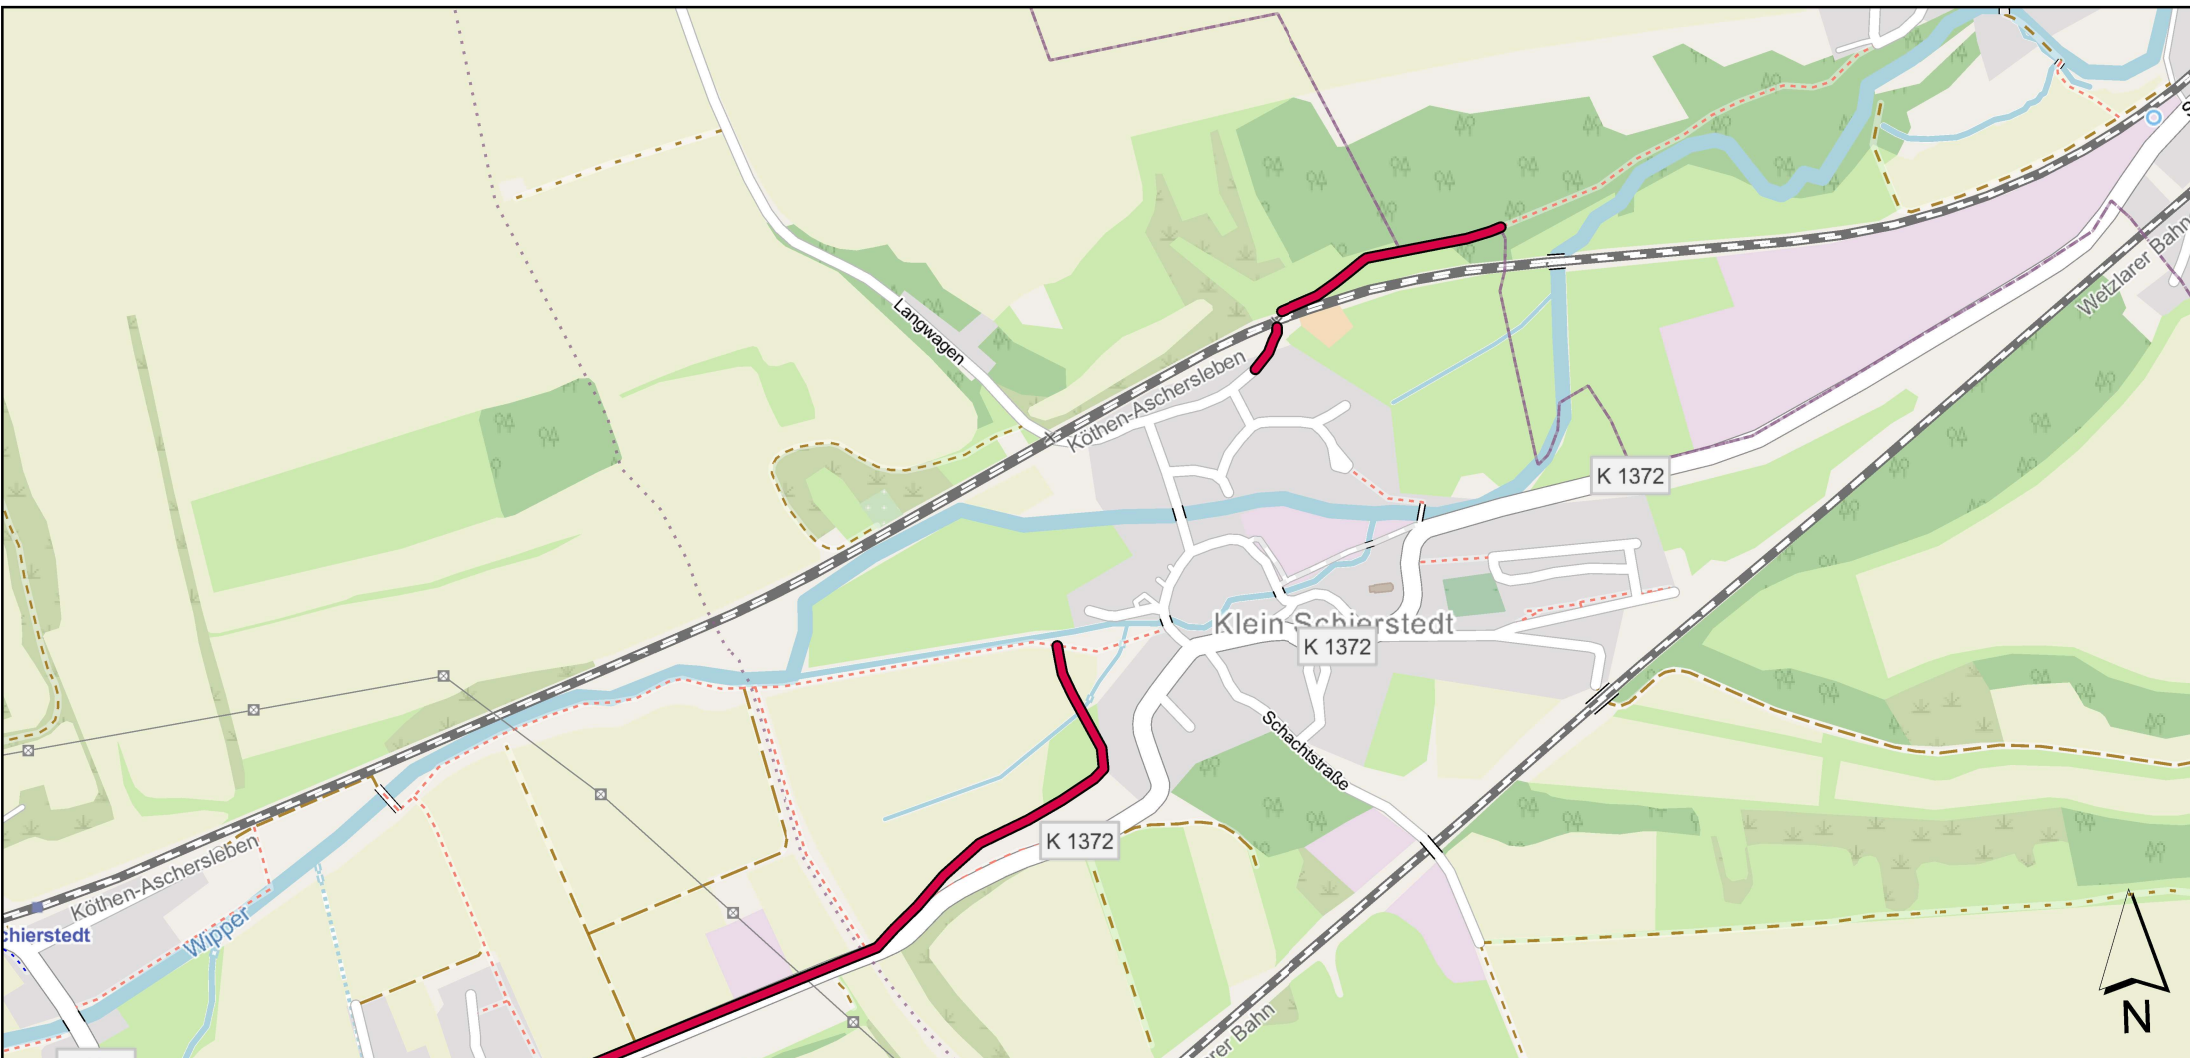 Langwagen
Köthen-Aschersleben
Wetzlarer Bahn
K 1372
Klein Schierstedt
K 1372
Schachtstraße
K 1372
Köthen-Aschersleben
Wipper
chierstedt
rer Bahn
N